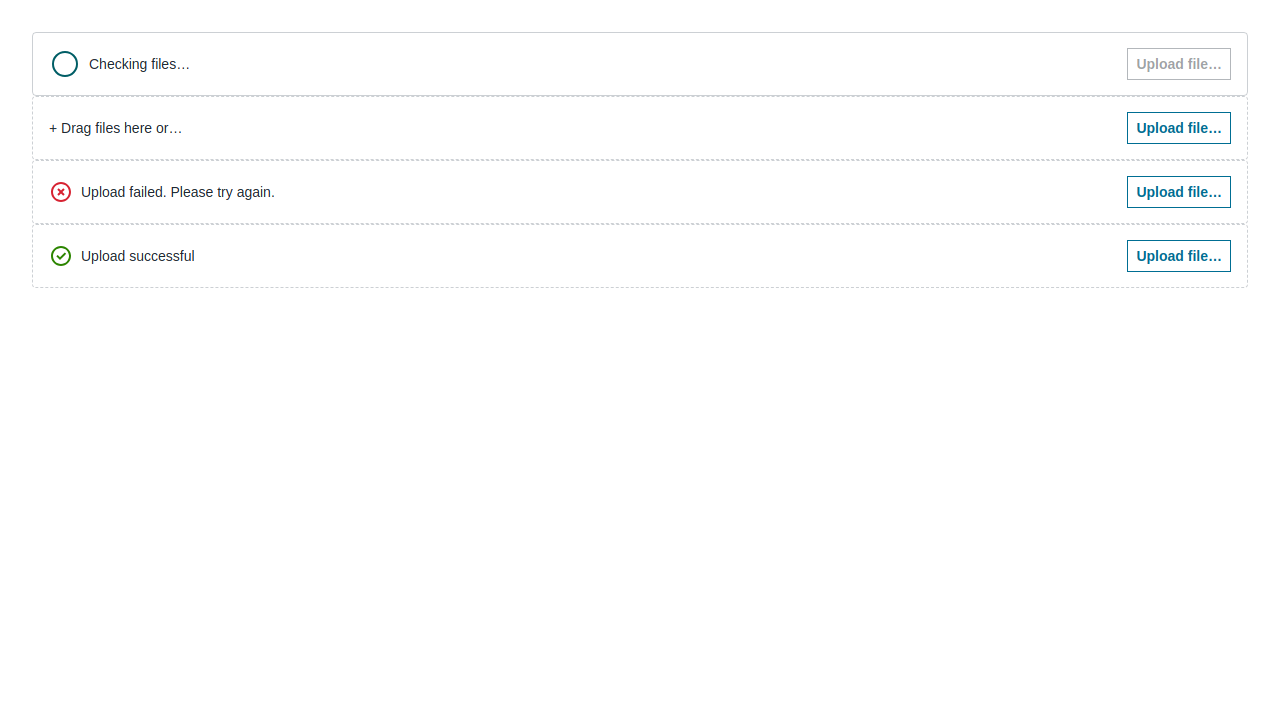 Checking files… Upload file…
+ Drag files here or… Upload file…
Upload failed. Please try again. Upload file…
Upload successful Upload file…